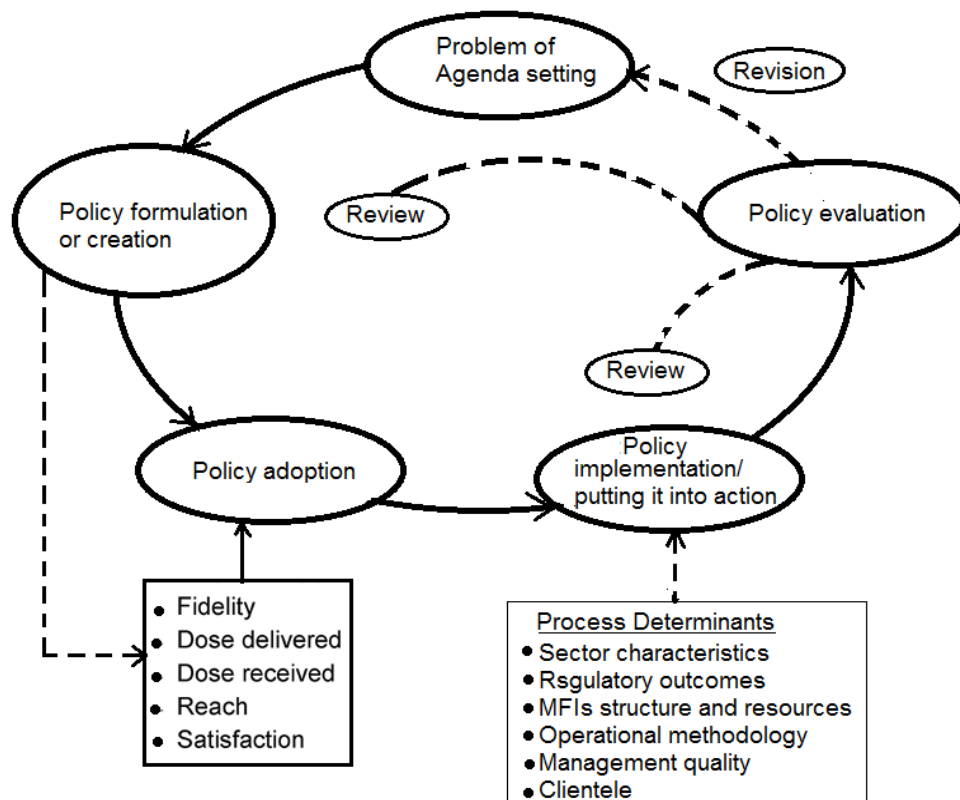 Problem of
Agenda setting
Revision
Policy formulation
or creation
Review
Policy evaluation
Review
Policy adoption
Policy
implementation/
putting it into action
• Fidelity
• Dose delivered
• Dose received
• Reach
• Satisfaction
Process Determinants
• Sector characteristics
• Rsgulatory outcomes
• MFIs structure and resources
• Operational methodology
• Management quality
• Clientele